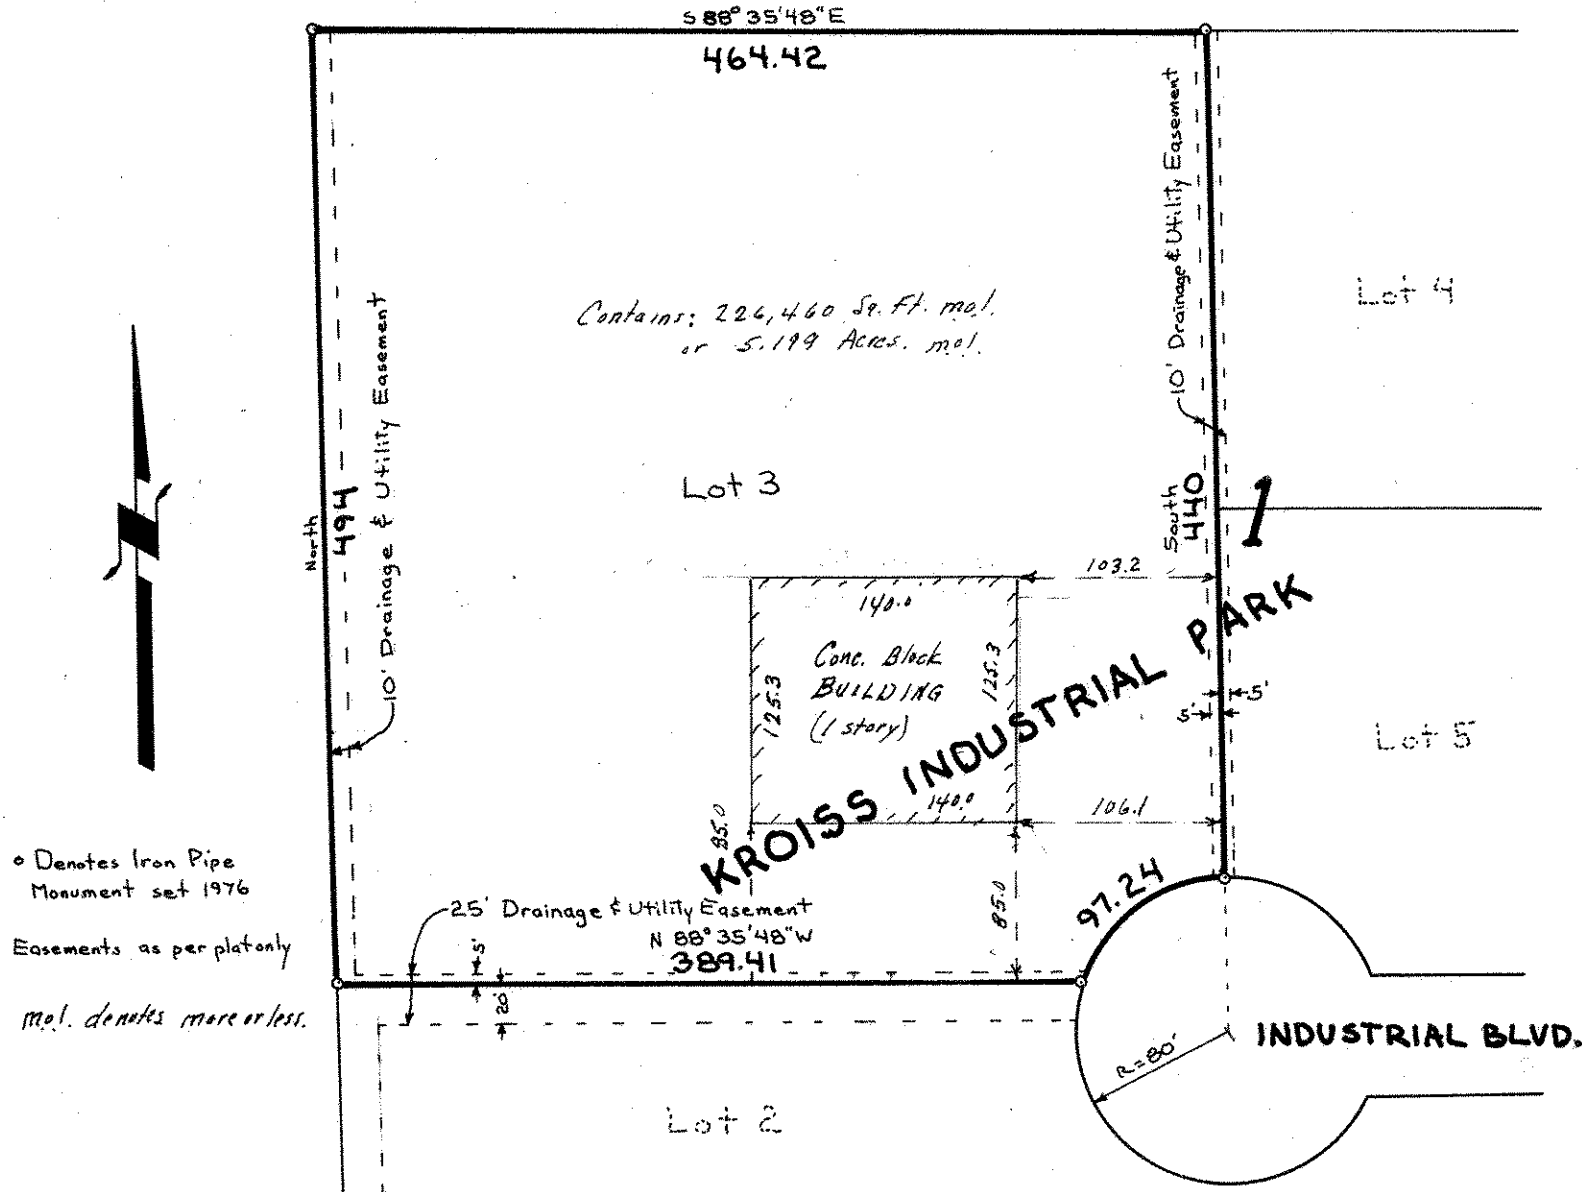 S 88° 35' 48" E
464.42
10' Drainage & Utility Easement
Contains: 226,460 Sq. Ft. mol.
or 5.199 Acres. mol.
Lot 4
10' Drainage & Utility Easement
Lot 3
North
494
South
440
1
103.2
140.0
Conc. Block
BUILDING
(1 story)
125.3
125.3
KROISS INDUSTRIAL PARK
5'
5'
Lot 5
140.0
106.1
85.0
85.0
97.24
o Denotes Iron Pipe
Monument set 1976
Easements as per plat only
mol. denotes more or less.
25' Drainage & Utility Easement
N 88° 35' 48" W
389.41
5'
20'
INDUSTRIAL BLVD.
R=80'
Lot 2